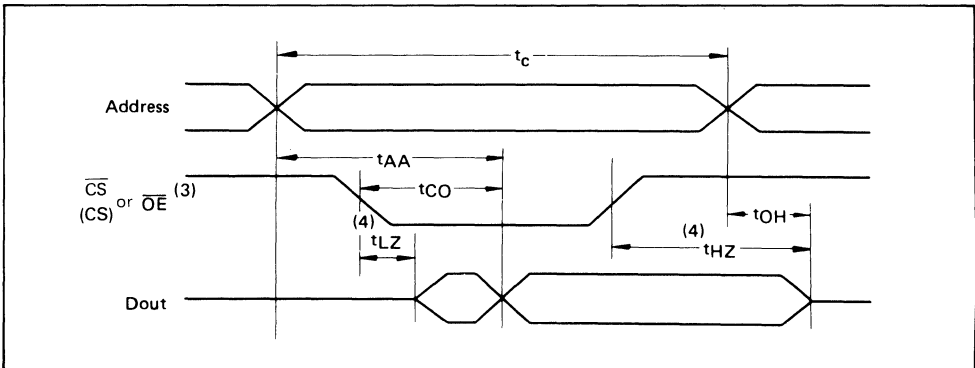 tc
Address
tAA
CS
(CS) or OE (3)
tCO
(4)
tLZ
tOH
(4)
tHZ
Dout